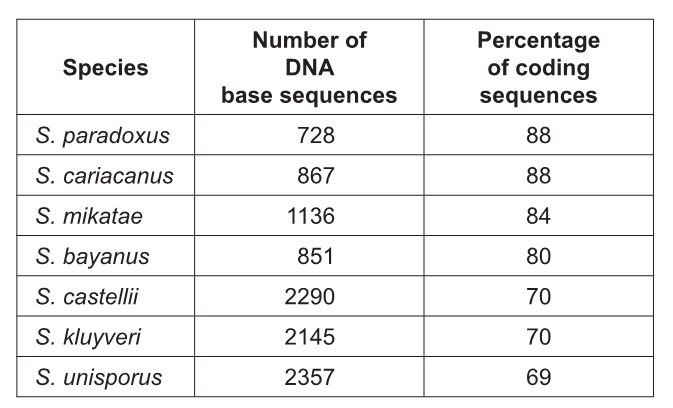 Species Number of DNA base sequences Percentage of coding sequences
S. paradoxus 728 88
S. cariacanus 867 88
S. mikatae 1136 84
S. bayanus 851 80
S. castellii 2290 70
S. kluyveri 2145 70
S. unisporus 2357 69